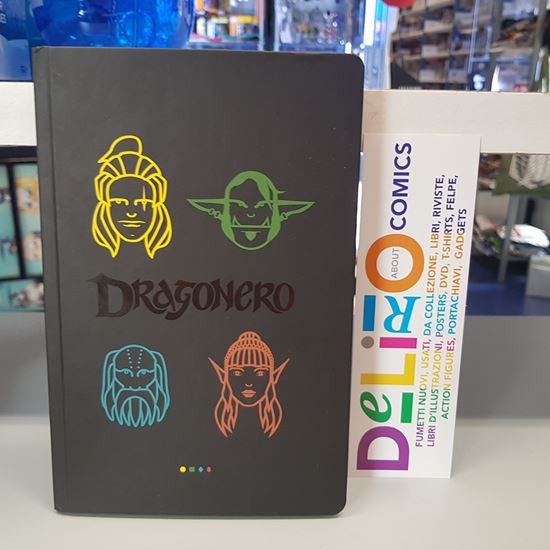 DRAGONERO
DeLiRiO
ABOUT
COMICS
FUMETTI NUOVI, USATI, DA COLLEZIONE, LIBRI, RIVISTE,
LIBRI D'ILLUSTRAZIONI, POSTERS, DVD, T-SHIRTS, FELPE,
ACTION FIGURES, PORTACHIAVI, GADGETS